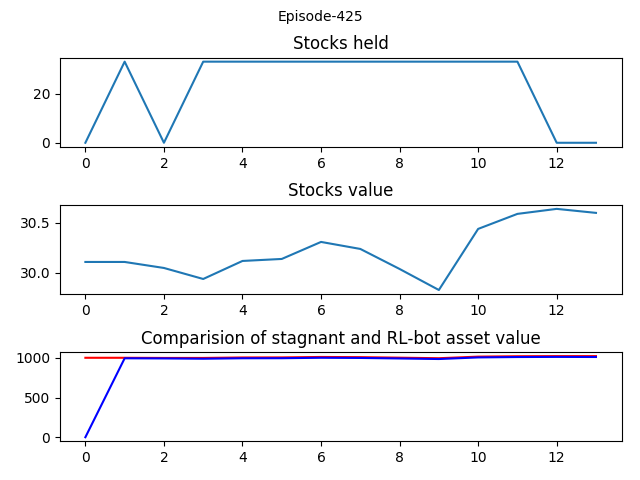 Episode-425
Stocks held
20
0
0 2 4 6 8 10 12
Stocks value
30.5
30.0
0 2 4 6 8 10 12
Comparision of stagnant and RL-bot asset value
1000
500
0
0 2 4 6 8 10 12